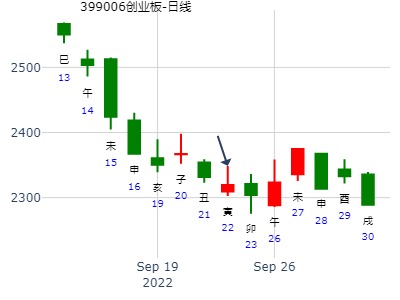 399006创业板-日线
2500
2400
2300
巳
13
午
14
未
15
申
16
亥
19
子
20
丑
21
寅
22
卯
23
午
26
未
27
申
28
酉
29
戌
30
Sep 19
2022
Sep 26